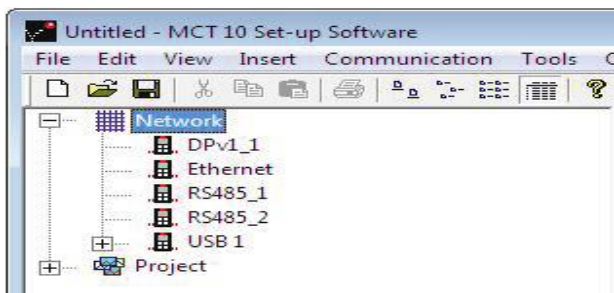 Untitled - MCT 10 Set-up Software
File Edit View Insert Communication Tools
Network
DPv1_1
Ethernet
RS485_1
RS485_2
USB 1
Project